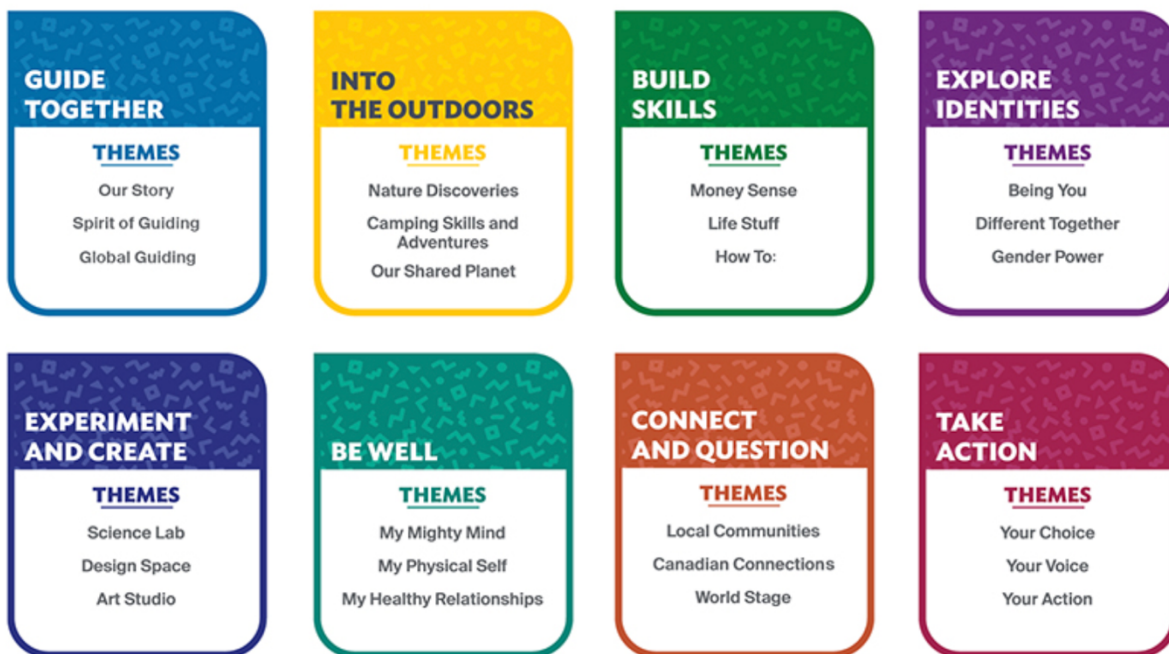 GUIDE
TOGETHER
THEMES
Our Story
Spirit of Guiding
Global Guiding
INTO
THE OUTDOORS
THEMES
Nature Discoveries
Camping Skills and
Adventures
Our Shared Planet
BUILD
SKILLS
THEMES
Money Sense
Life Stuff
How To:
EXPLORE
IDENTITIES
THEMES
Being You
Different Together
Gender Power
EXPERIMENT
AND CREATE
THEMES
Science Lab
Design Space
Art Studio
BE WELL
THEMES
My Mighty Mind
My Physical Self
My Healthy Relationships
CONNECT
AND QUESTION
THEMES
Local Communities
Canadian Connections
World Stage
TAKE
ACTION
THEMES
Your Choice
Your Voice
Your Action